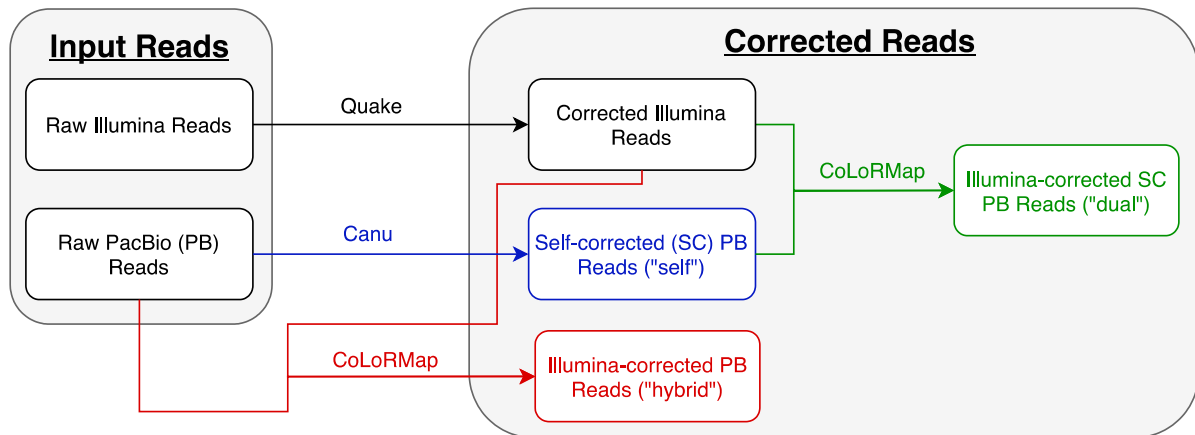 Input Reads
Corrected Reads
Raw Illumina Reads
Quake
Corrected Illumina
Reads
CoLoRMap
Illumina-corrected SC
PB Reads ("dual")
Raw PacBio (PB)
Reads
Canu
Self-corrected (SC) PB
Reads ("self")
CoLoRMap
Illumina-corrected PB
Reads ("hybrid")